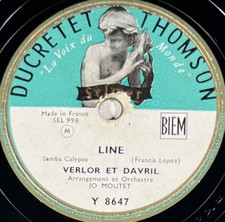 DUCRETET THOMSON
"La Voix du Monde"
Select
Made in France
SEL 998
M
BIEM
LINE
Samba Calypso
(Francis Lopez)
VERLOR ET DAVRIL
Arrangement et Orchestre
JO MOUTET
Y 8647